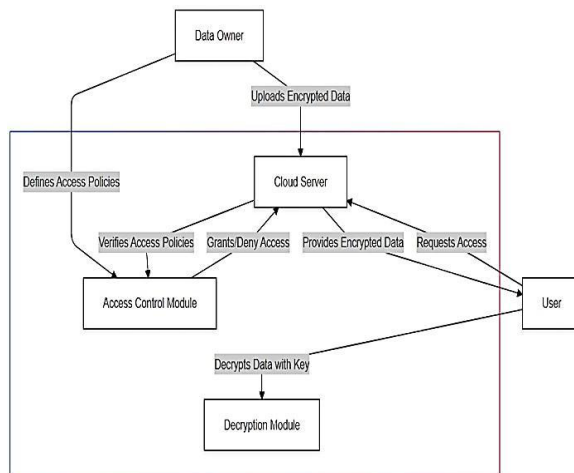 Data Owner
Uploads Encrypted Data
Cloud Server
Defines Access Policies
Verifies Access Policies
Grants/Deny Access
Provides Encrypted Data
Requests Access
Access Control Module
User
Decrypts Data with Key
Decryption Module